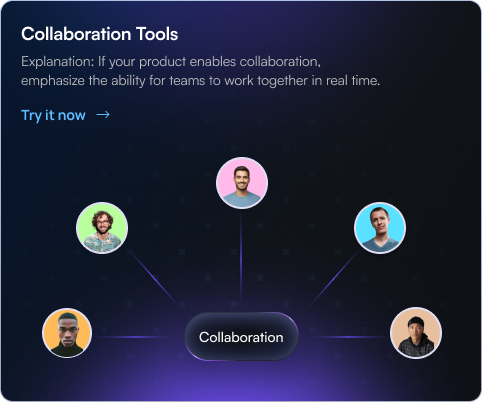 Collaboration Tools
Explanation: If your product enables collaboration,
emphasize the ability for teams to work together in real time.
Try it now →
Collaboration